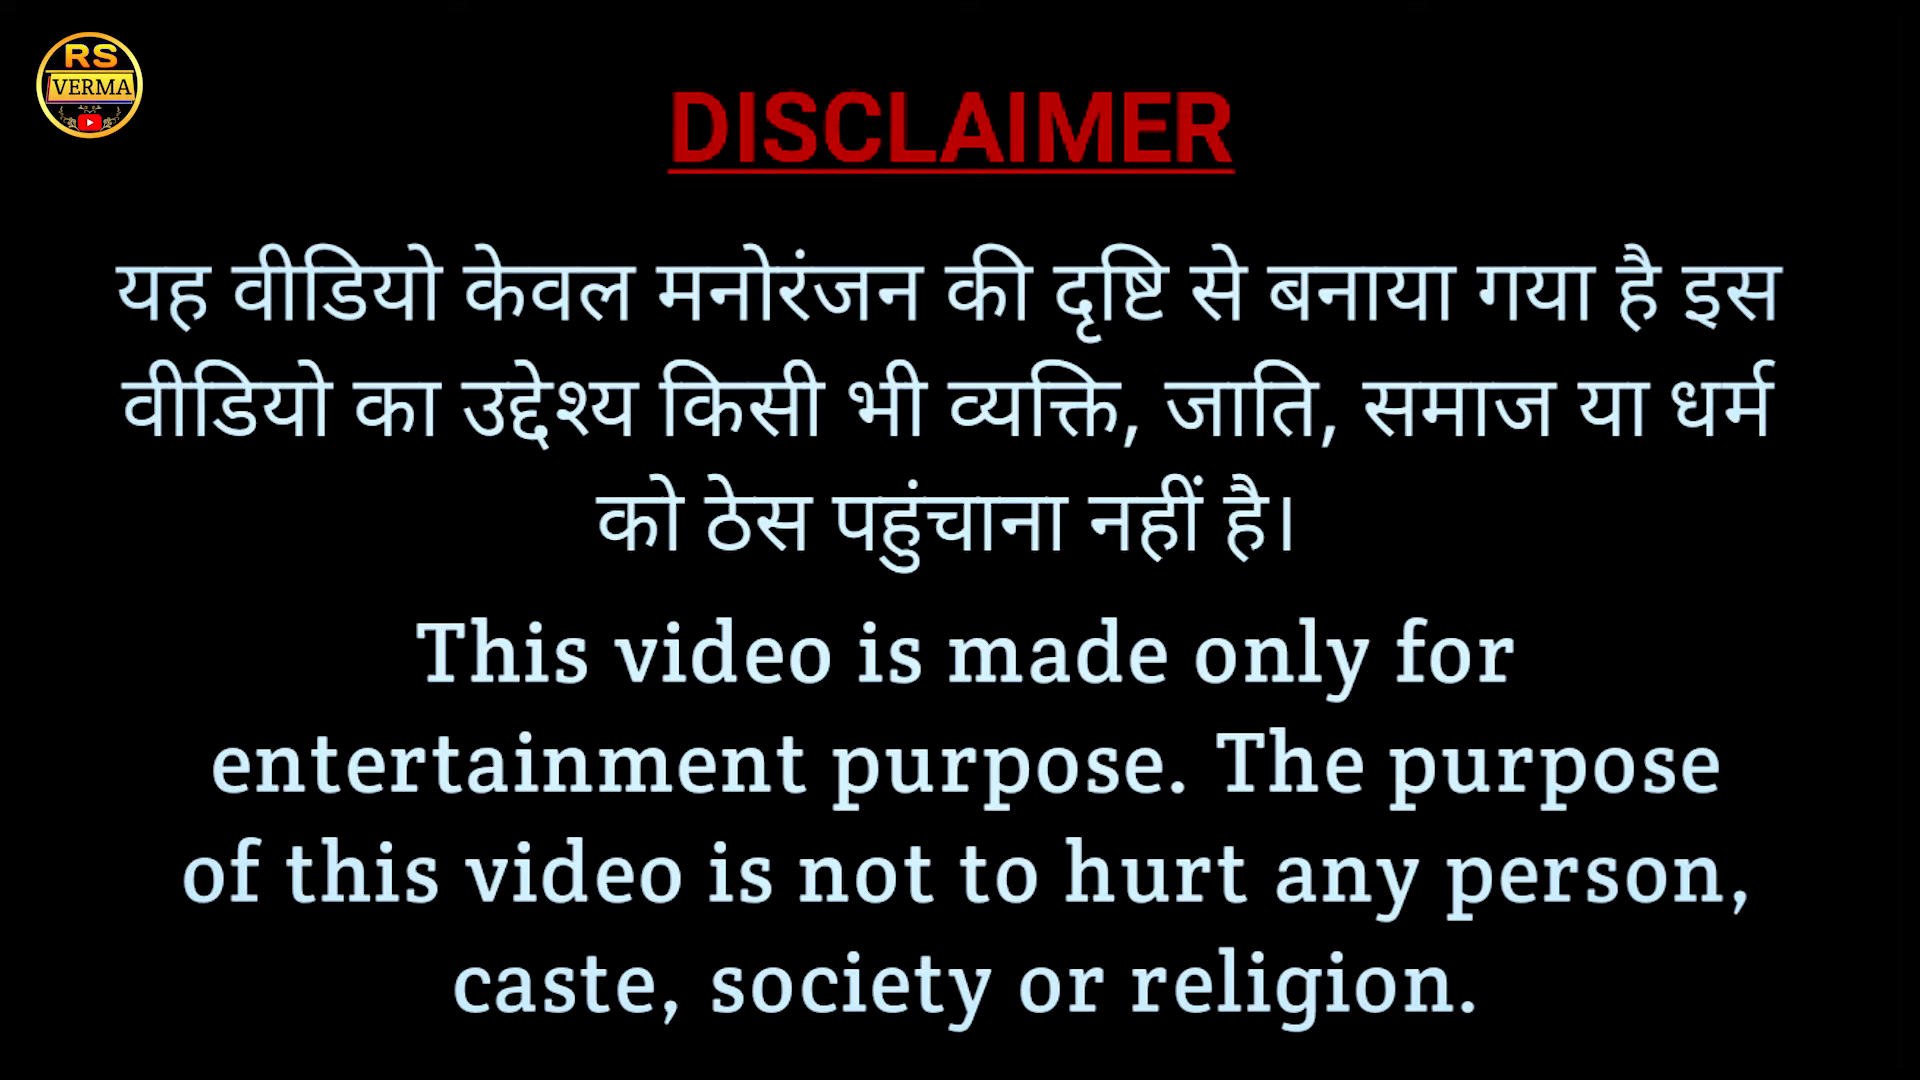 RS
VERMA
DISCLAIMER
यह वीडियो केवल मनोरंजन की दृष्टि से बनाया गया है इस
वीडियो का उद्देश्य किसी भी व्यक्ति, जाति, समाज या धर्म
को ठेस पहुंचाना नहीं है।
This video is made only for
entertainment purpose. The purpose
of this video is not to hurt any person,
caste, society or religion.